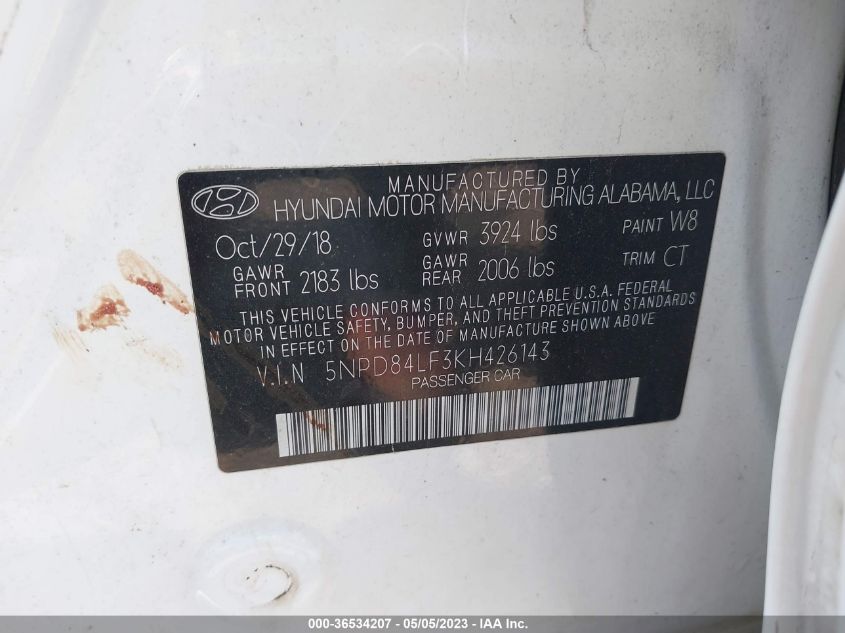 MANUFACTURED BY
HYUNDAI MOTOR MANUFACTURING ALABAMA, LLC
Oct/29/18 GVWR 3924 lbs PAINT W8
GAWR FRONT 2183 lbs GAWR REAR 2006 lbs TRIM CT
THIS VEHICLE CONFORMS TO ALL APPLICABLE U.S.A. FEDERAL
MOTOR VEHICLE SAFETY, BUMPER, AND THEFT PREVENTION STANDARDS
IN EFFECT ON THE DATE OF MANUFACTURE SHOWN ABOVE
V.I.N 5NPD84LF3KH426143
PASSENGER CAR
000-36534207 - 05/05/2023 - IAA Inc.